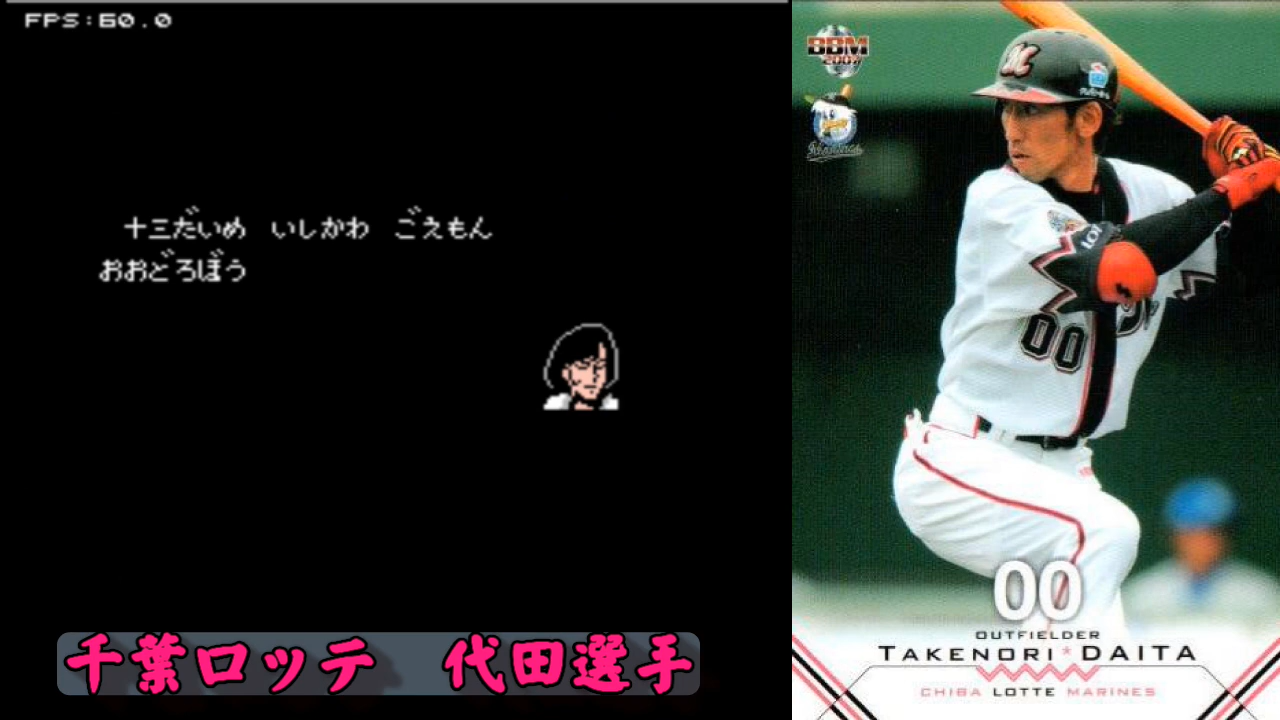 FPS:60.0
十三だいめ　いしかわ　ごえもん
おおどろぼう
千葉ロッテ　代田選手
BBM
2007
M
00
00
OUTFIELDER
TAKENORI*DAITA
CHIBA LOTTE MARINES